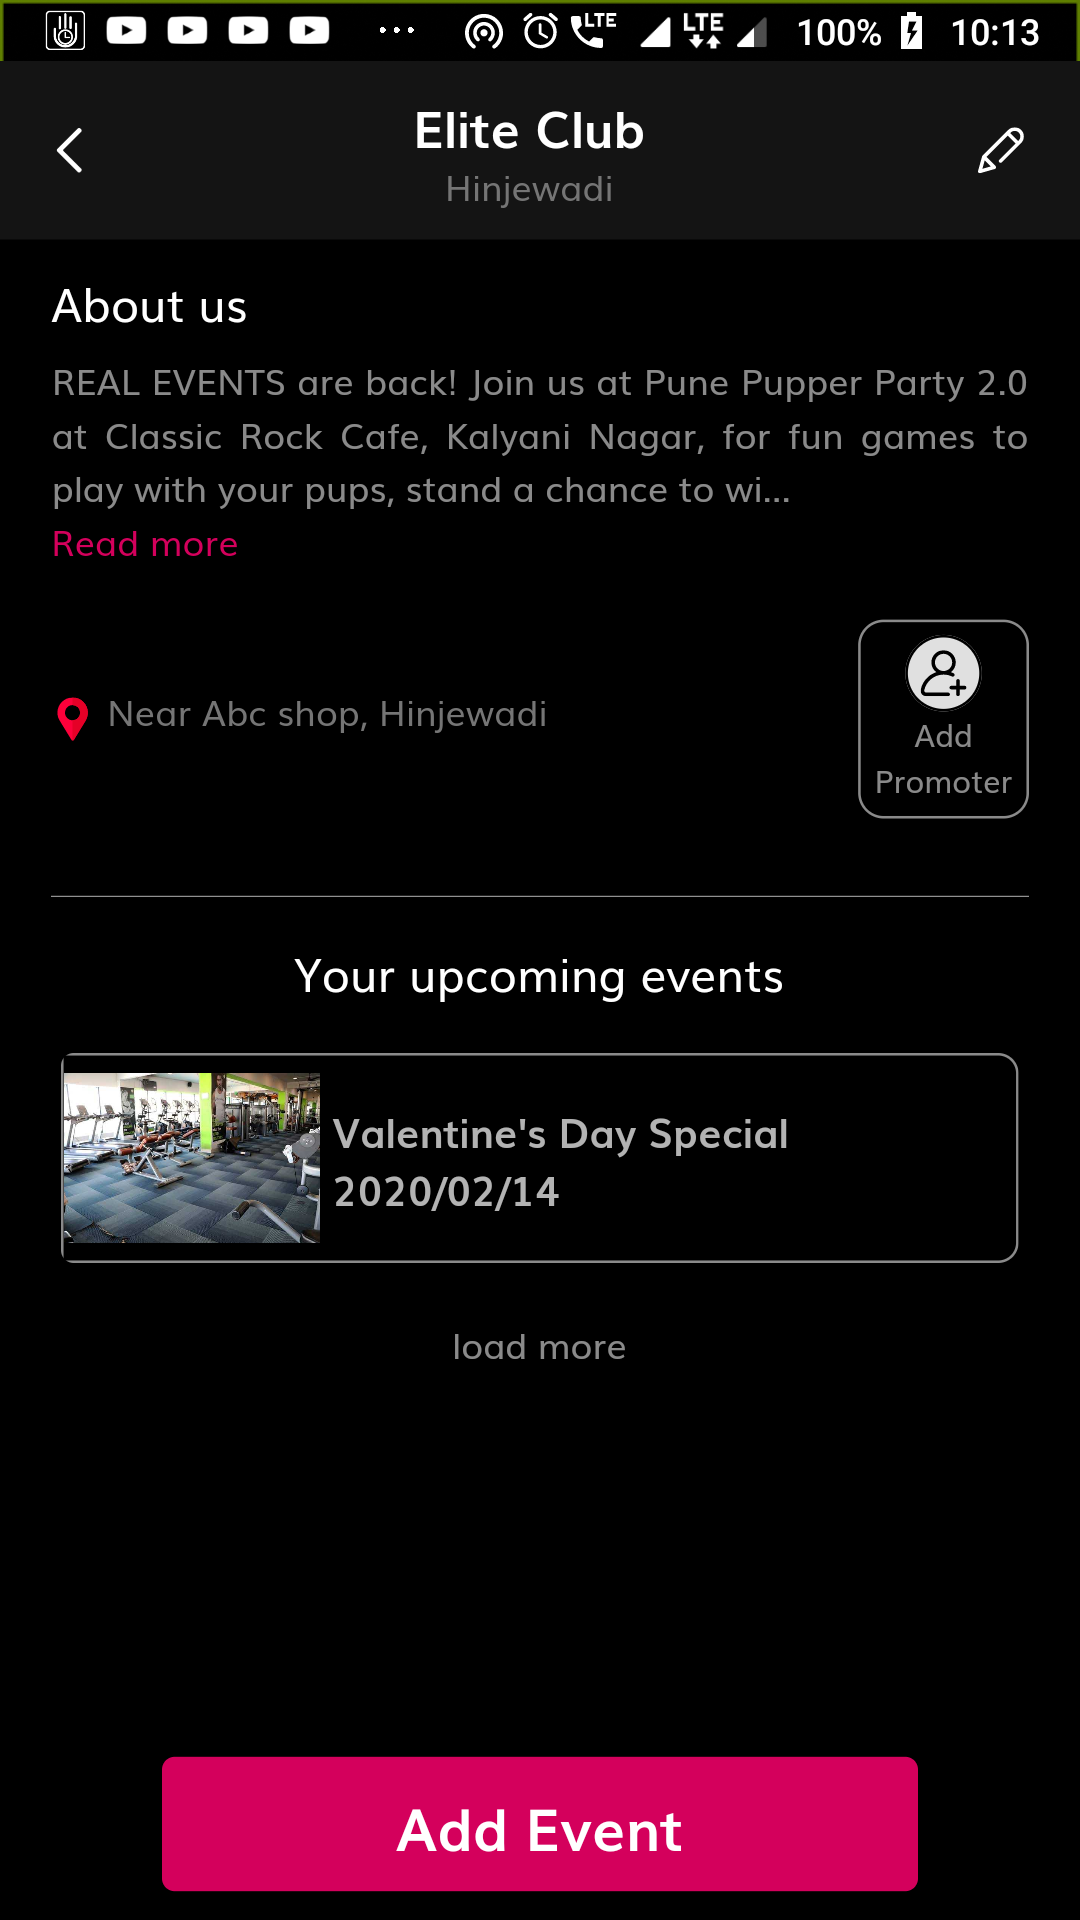 LTE LTE 100% 10:13
Elite Club
Hinjewadi
About us
REAL EVENTS are back! Join us at Pune Pupper Party 2.0
at Classic Rock Cafe, Kalyani Nagar, for fun games to
play with your pups, stand a chance to wi...
Read more
Near Abc shop, Hinjewadi
Add
Promoter
Your upcoming events
Valentine's Day Special
2020/02/14
load more
Add Event